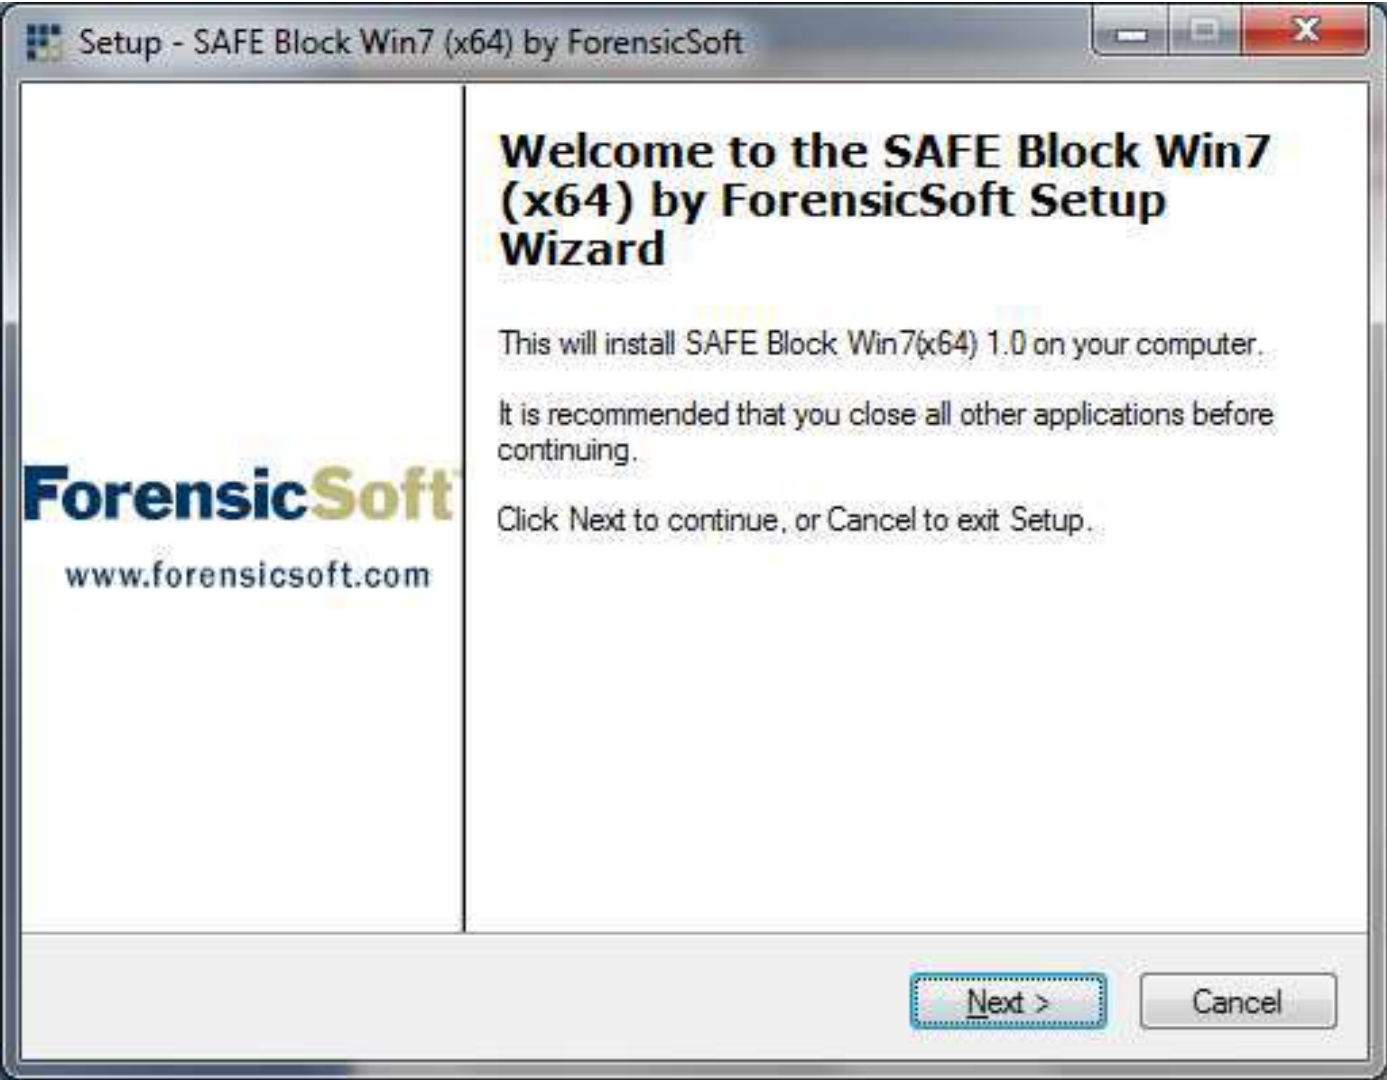 Setup - SAFE Block Win7 (x64) by ForensicSoft
Welcome to the SAFE Block Win7
(x64) by ForensicSoft Setup
Wizard
This will install SAFE Block Win7(x64) 1.0 on your computer.
It is recommended that you close all other applications before
continuing.
Click Next to continue, or Cancel to exit Setup.
ForensicSoft
www.forensicsoft.com
Next >
Cancel